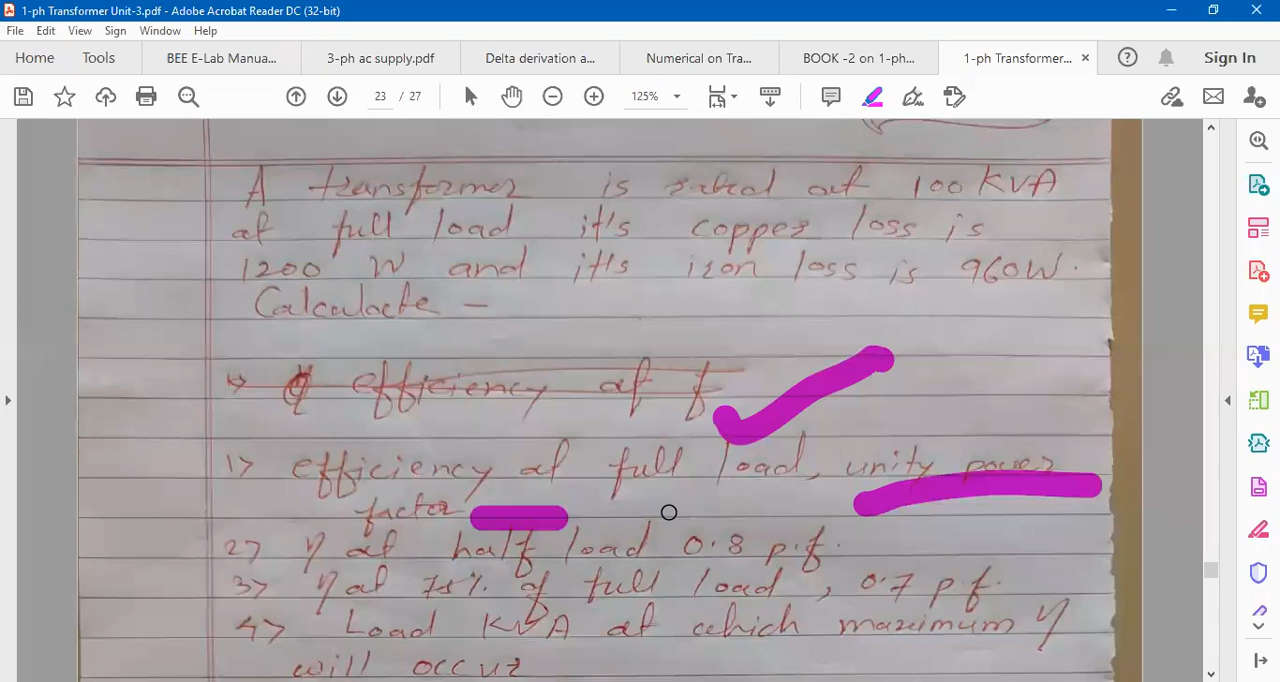 1-ph Transformer Unit-3.pdf - Adobe Acrobat Reader DC (32-bit)
File Edit View Sign Window Help
Home Tools BEE E-Lab Manua... 3-ph ac supply.pdf Delta derivation a... Numerical on Tra... BOOK -2 on 1-ph... 1-ph Transformer... × Sign In
23 / 27 125%
A transformer is rated at 100 KVA
at full load it's copper loss is
1200 W and it's iron loss is 960W.
Calculate -
efficiency at f
1> efficiency at full load, unity power
factor
2> η at half load 0.8 p.f.
3> η at 75% of full load, 0.7 p.f.
4> Load KVA at which maximum η
will occur